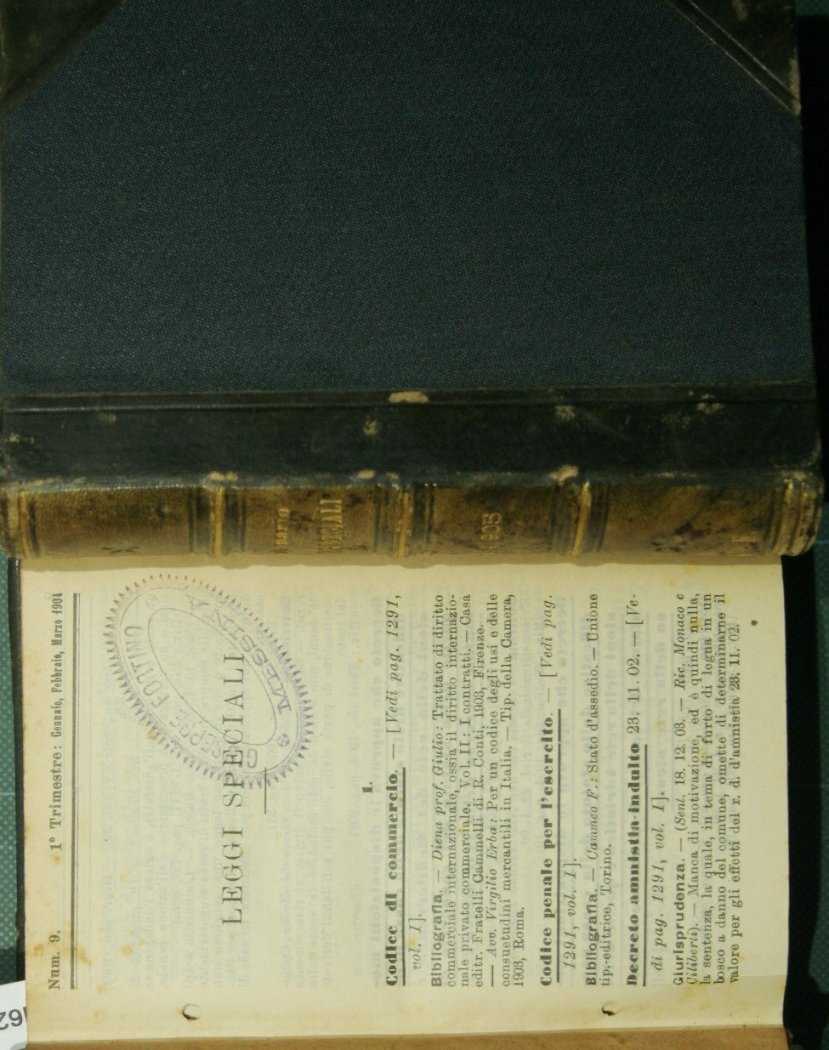 Num. 9.
1° Trimestre: Gennaio, Febbraio, Marzo 1904
LEGGI SPECIALI
I.
Codice di commercio. — [Vedi pag. 1291,
vol. I].
Bibliografia. — Diena prof. Giulio: Trattato di diritto
commerciale internazionale, ossia il diritto internazio-
nale privato commerciale. Vol. II: I contratti. — Casa
editr. Fratelli Cammelli di R. Conti, 1903, Firenze.
— Avv. Virgilio Erba: Per un codice degli usi e delle
consuetudini mercantili in Italia. — Tip. della Camera,
1903, Roma.
Codice penale per l'esercito. — [Vedi pag.
1291, vol. I].
Bibliografia. — Cammeo F.: Stato d'assedio. — Unione
tip.-editrice, Torino.
Decreto amnistia-indulto 23. 11. 02. — [Ve-
di pag. 1291, vol. I].
Giurisprudenza. — (Sent. 18. 12. 03. — Ric. Monaco e
Ciliberti). — Manca di motivazione, ed è quindi nulla,
la sentenza, la quale, in tema di furto di legna in un
bosco a danno del comune, omette di determinarne il
valore per gli effetti del r. d. d'amnistia 23. 11. 02.
*
FORTINO
MESSINA